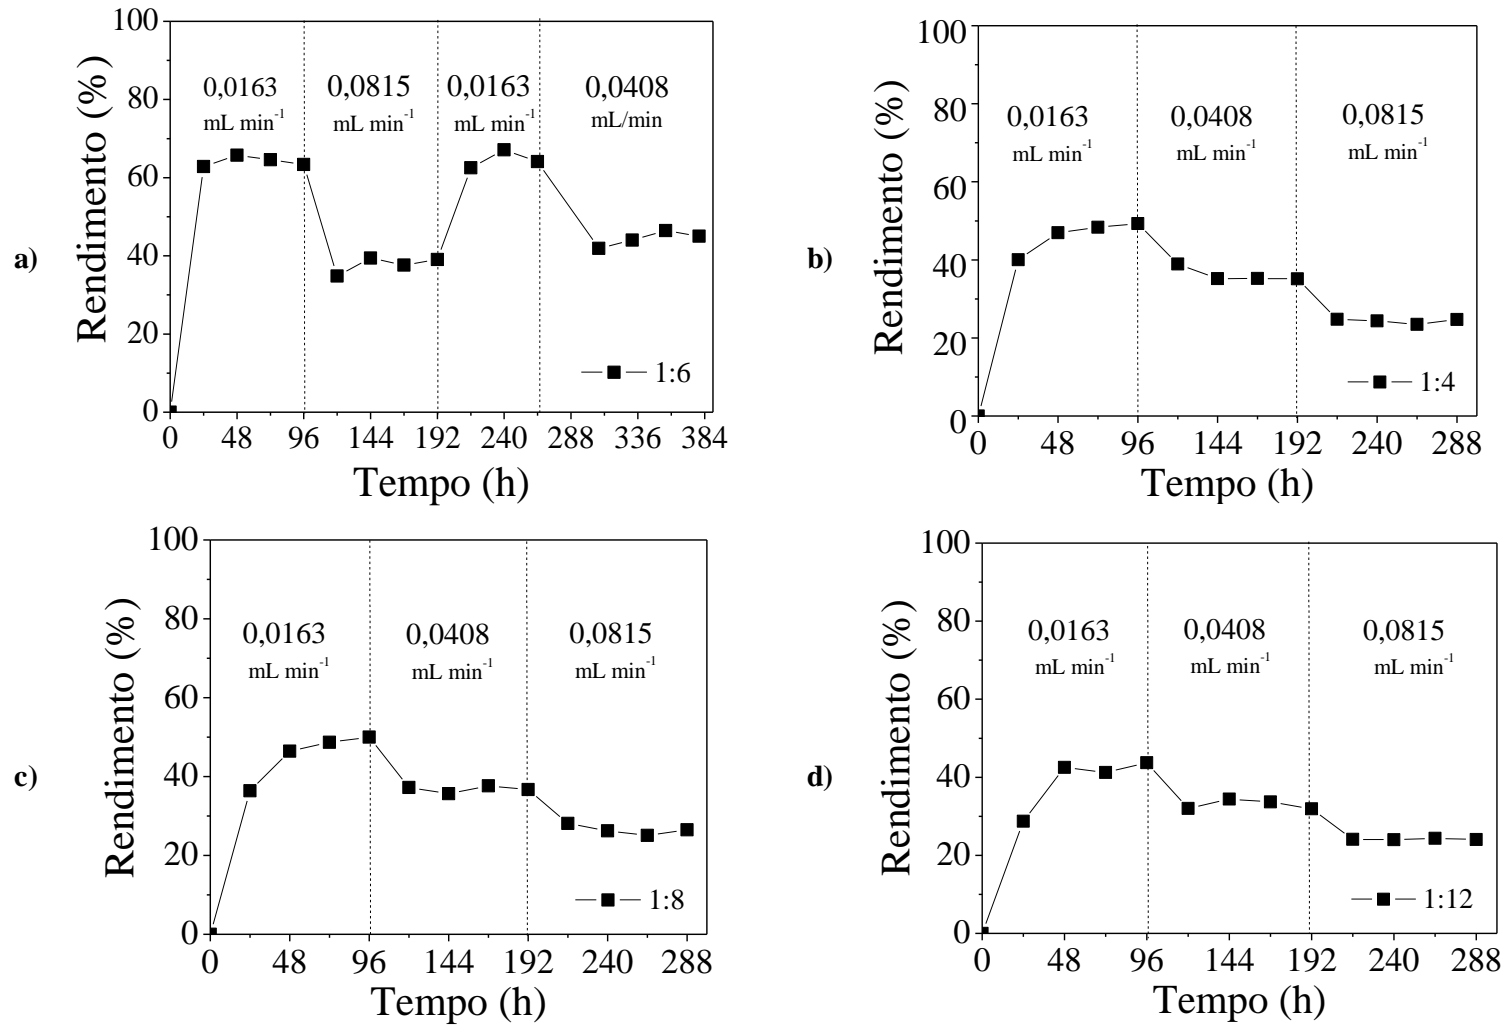 a)
Rendimento (%)
100
80
60
40
20
0
0,0163
mL min⁻¹
0,0815
mL min⁻¹
0,0163
mL min⁻¹
0,0408
mL/min
1:6
0 48 96 144 192 240 288 336 384
Tempo (h)
b)
Rendimento (%)
100
80
60
40
20
0
0,0163
mL min⁻¹
0,0408
mL min⁻¹
0,0815
mL min⁻¹
1:4
0 48 96 144 192 240 288
Tempo (h)
c)
Rendimento (%)
100
80
60
40
20
0
0,0163
mL min⁻¹
0,0408
mL min⁻¹
0,0815
mL min⁻¹
1:8
0 48 96 144 192 240 288
Tempo (h)
d)
Rendimento (%)
100
80
60
40
20
0
0,0163
mL min⁻¹
0,0408
mL min⁻¹
0,0815
mL min⁻¹
1:12
0 48 96 144 192 240 288
Tempo (h)